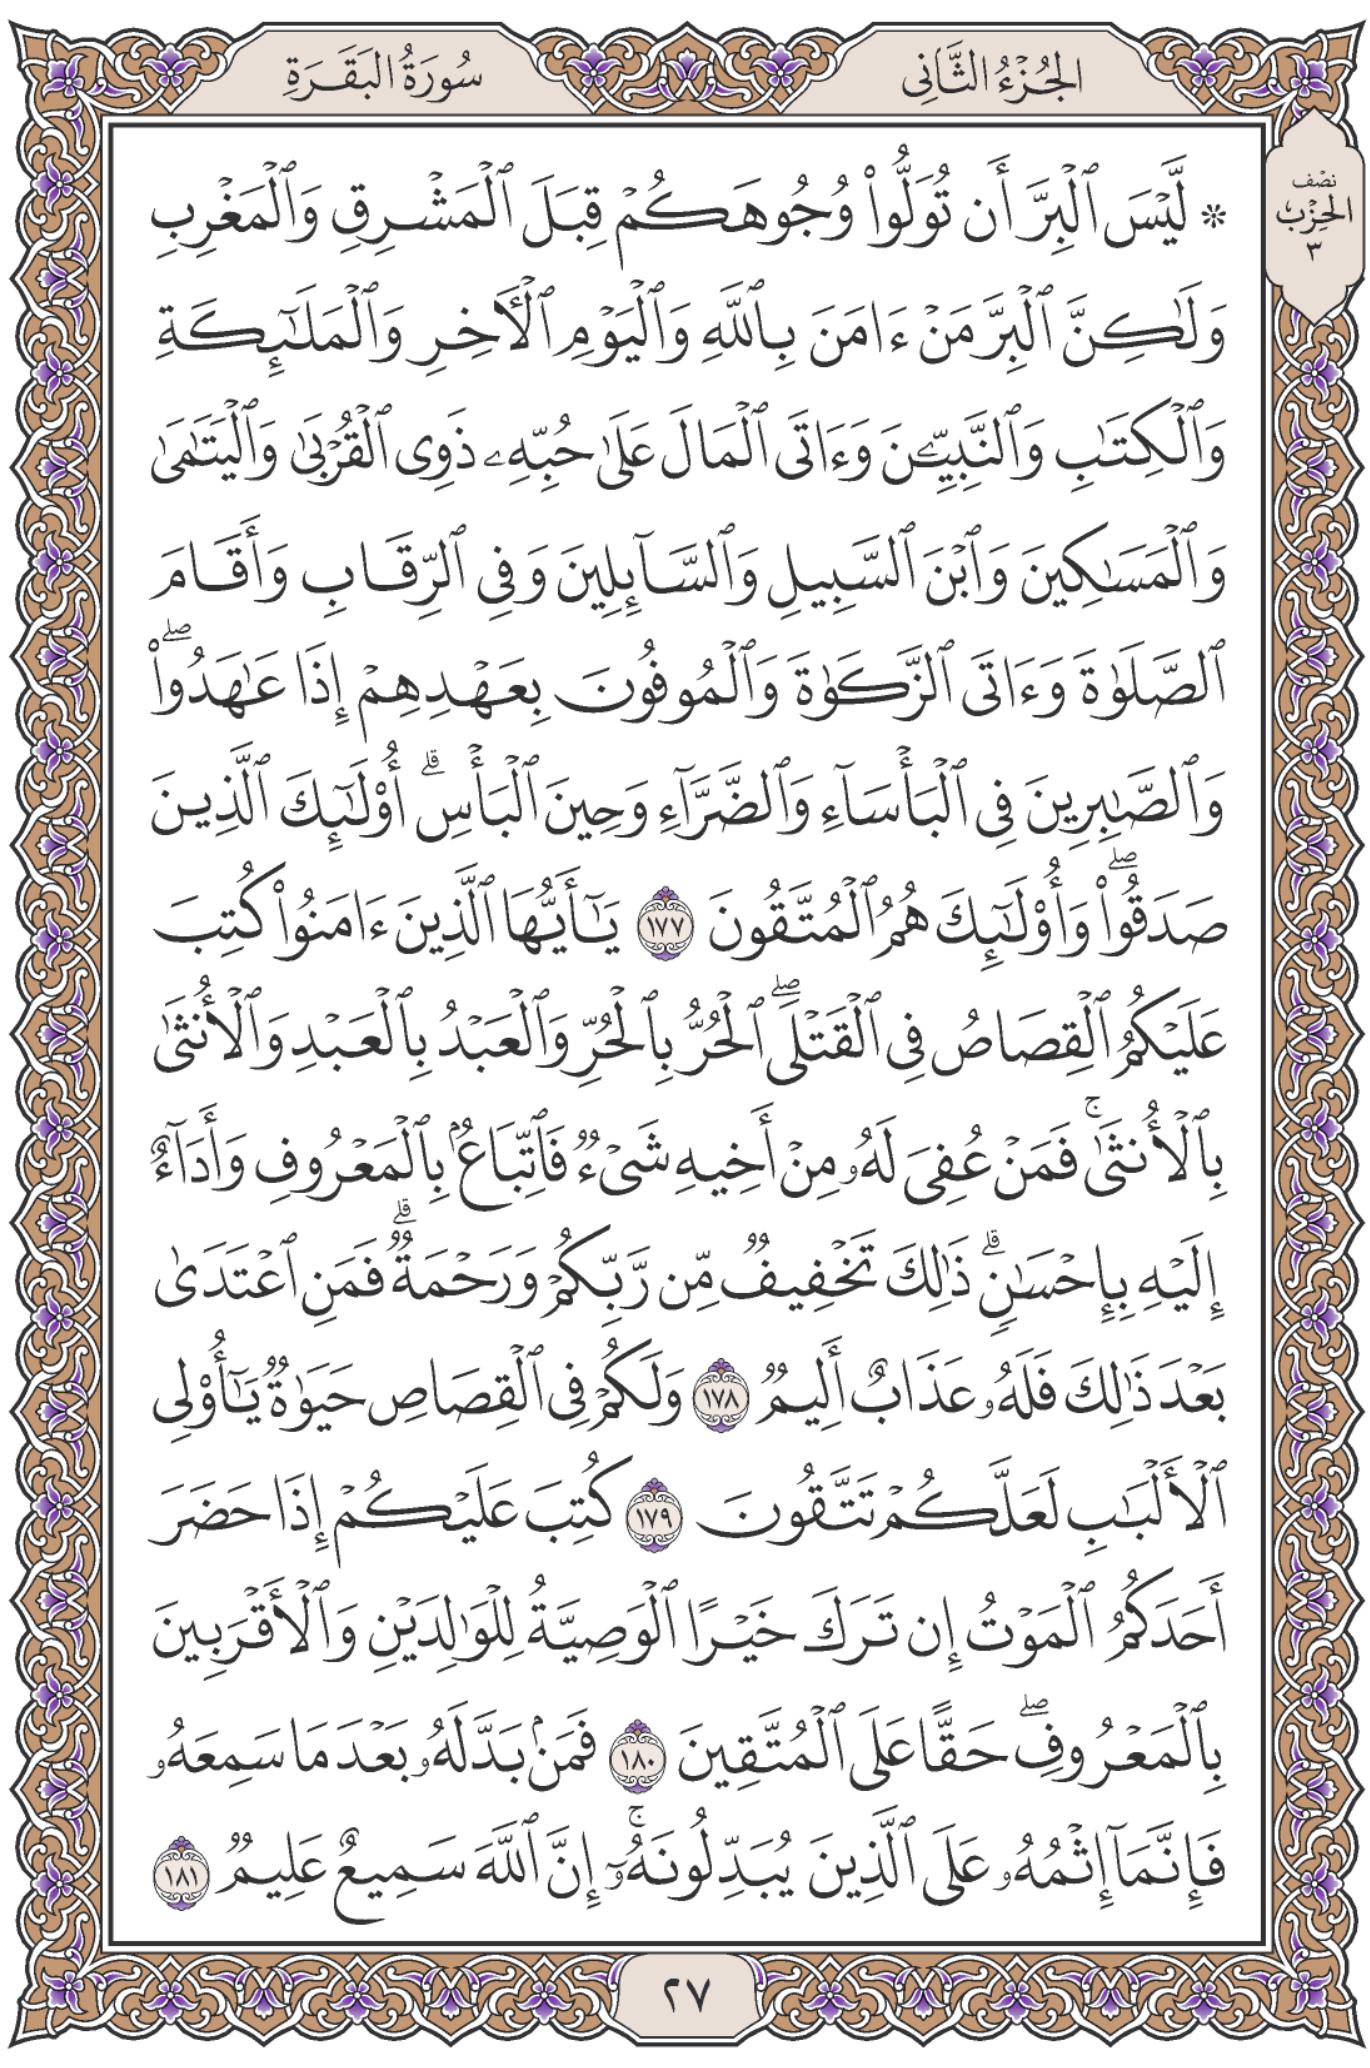 الجُزْءُ الثَّانِي
سُورَةُ البَقَرَةِ
نصْف
الحِزْبْ
٣
۞ لَّيْسَ ٱلْبِرَّ أَن تُوَلُّوا۟ وُجُوهَكُمْ قِبَلَ ٱلْمَشْرِقِ وَٱلْمَغْرِبِ
وَلَـٰكِنَّ ٱلْبِرَّ مَنْ ءَامَنَ بِٱللَّهِ وَٱلْيَوْمِ ٱلْـَٔاخِرِ وَٱلْمَلَـٰٓئِكَةِ
وَٱلْكِتَـٰبِ وَٱلنَّبِيِّـۧنَ وَءَاتَى ٱلْمَالَ عَلَىٰ حُبِّهِۦ ذَوِى ٱلْقُرْبَىٰ وَٱلْيَتَـٰمَىٰ
وَٱلْمَسَـٰكِينَ وَٱبْنَ ٱلسَّبِيلِ وَٱلسَّآئِلِينَ وَفِى ٱلرِّقَابِ وَأَقَامَ
ٱلصَّلَوٰةَ وَءَاتَى ٱلزَّكَوٰةَ وَٱلْمُوفُونَ بِعَهْدِهِمْ إِذَا عَـٰهَدُوا۟ۖ
وَٱلصَّـٰبِرِينَ فِى ٱلْبَأْسَآءِ وَٱلضَّرَّآءِ وَحِينَ ٱلْبَأْسِۗ أُو۟لَـٰٓئِكَ ٱلَّذِينَ
صَدَقُوا۟ۖ وَأُو۟لَـٰٓئِكَ هُمُ ٱلْمُتَّقُونَ ١٧٧ يَـٰٓأَيُّهَا ٱلَّذِينَ ءَامَنُوا۟ كُتِبَ
عَلَيْكُمُ ٱلْقِصَاصُ فِى ٱلْقَتْلَىۖ ٱلْحُرُّ بِٱلْحُرِّ وَٱلْعَبْدُ بِٱلْعَبْدِ وَٱلْأُنثَىٰ
بِٱلْأُنثَىٰۚ فَمَنْ عُفِىَ لَهُۥ مِنْ أَخِيهِ شَىْءٌ فَٱتِّبَاعٌۢ بِٱلْمَعْرُوفِ وَأَدَآءٌ
إِلَيْهِ بِإِحْسَـٰنٍۗ ذَٰلِكَ تَخْفِيفٌ مِّن رَّبِّكُمْ وَرَحْمَةٌۗ فَمَنِ ٱعْتَدَىٰ
بَعْدَ ذَٰلِكَ فَلَهُۥ عَذَابٌ أَلِيمٌ ١٧٨ وَلَكُمْ فِى ٱلْقِصَاصِ حَيَوٰةٌ يَـٰٓأُو۟لِى
ٱلْأَلْبَـٰبِ لَعَلَّكُمْ تَتَّقُونَ ١٧٩ كُتِبَ عَلَيْكُمْ إِذَا حَضَرَ
أَحَدَكُمُ ٱلْمَوْتُ إِن تَرَكَ خَيْرًا ٱلْوَصِيَّةُ لِلْوَٰلِدَيْنِ وَٱلْأَقْرَبِينَ
بِٱلْمَعْرُوفِۖ حَقًّا عَلَى ٱلْمُتَّقِينَ ١٨٠ فَمَنۢ بَدَّلَهُۥ بَعْدَ مَا سَمِعَهُۥ
فَإِنَّمَآ إِثْمُهُۥ عَلَى ٱلَّذِينَ يُبَدِّلُونَهُۥٓۚ إِنَّ ٱللَّهَ سَمِيعٌ عَلِيمٌ ١٨١
٢٧